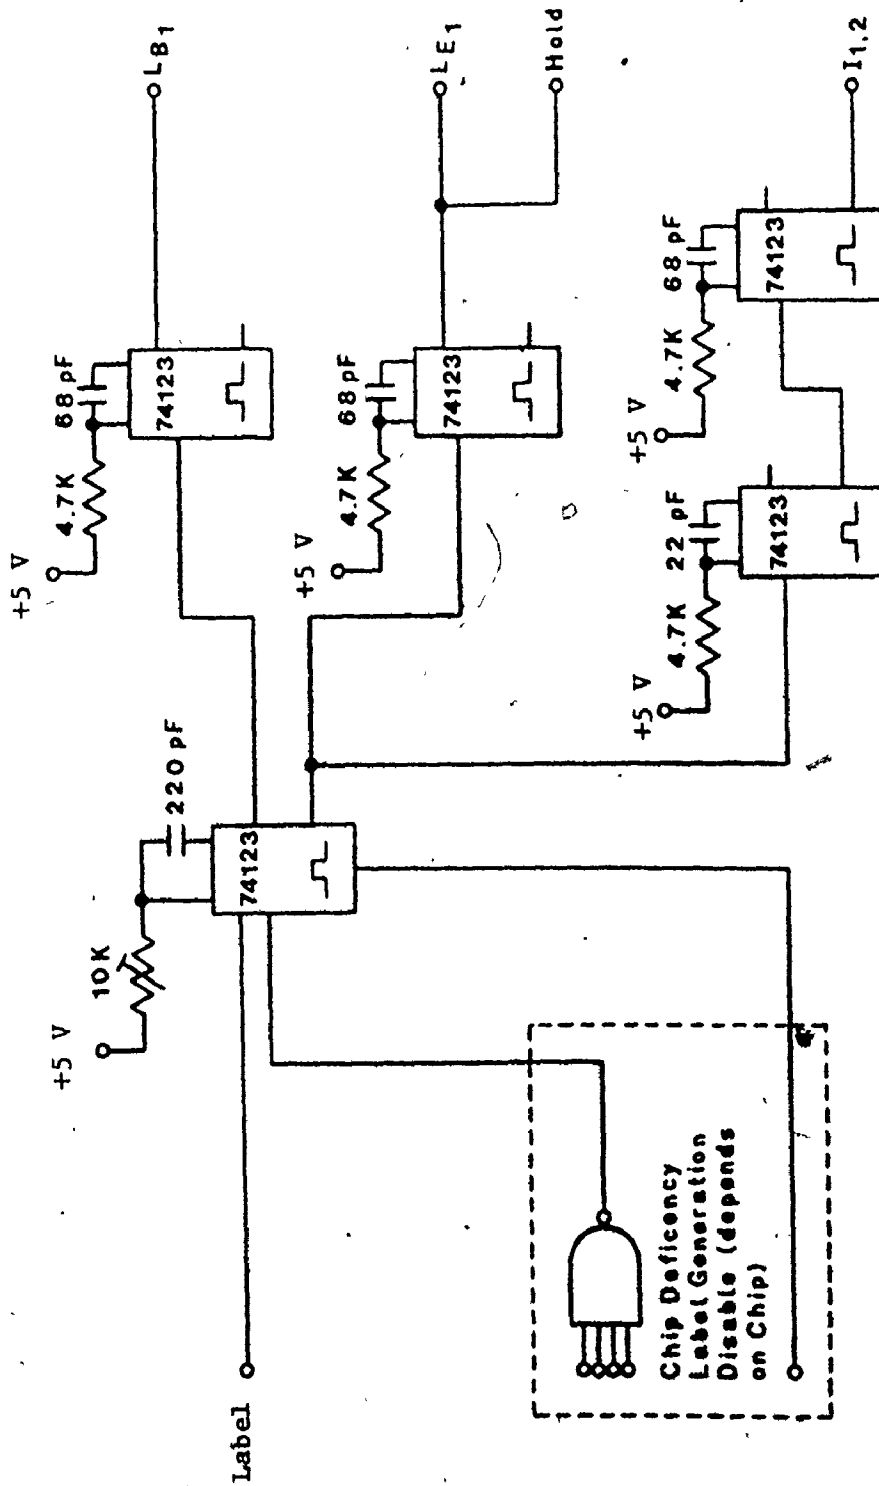 +5 V
10K
220 pF
74123
Label
+5 V
4.7K
68 pF
74123
LB1
+5 V
4.7K
68 pF
74123
LE1
Hold
+5 V
4.7K
22 pF
74123
+5 V
4.7K
68 pF
74123
I1,2
Chip Deficency
Label Generation
Disable (depends
on Chip)